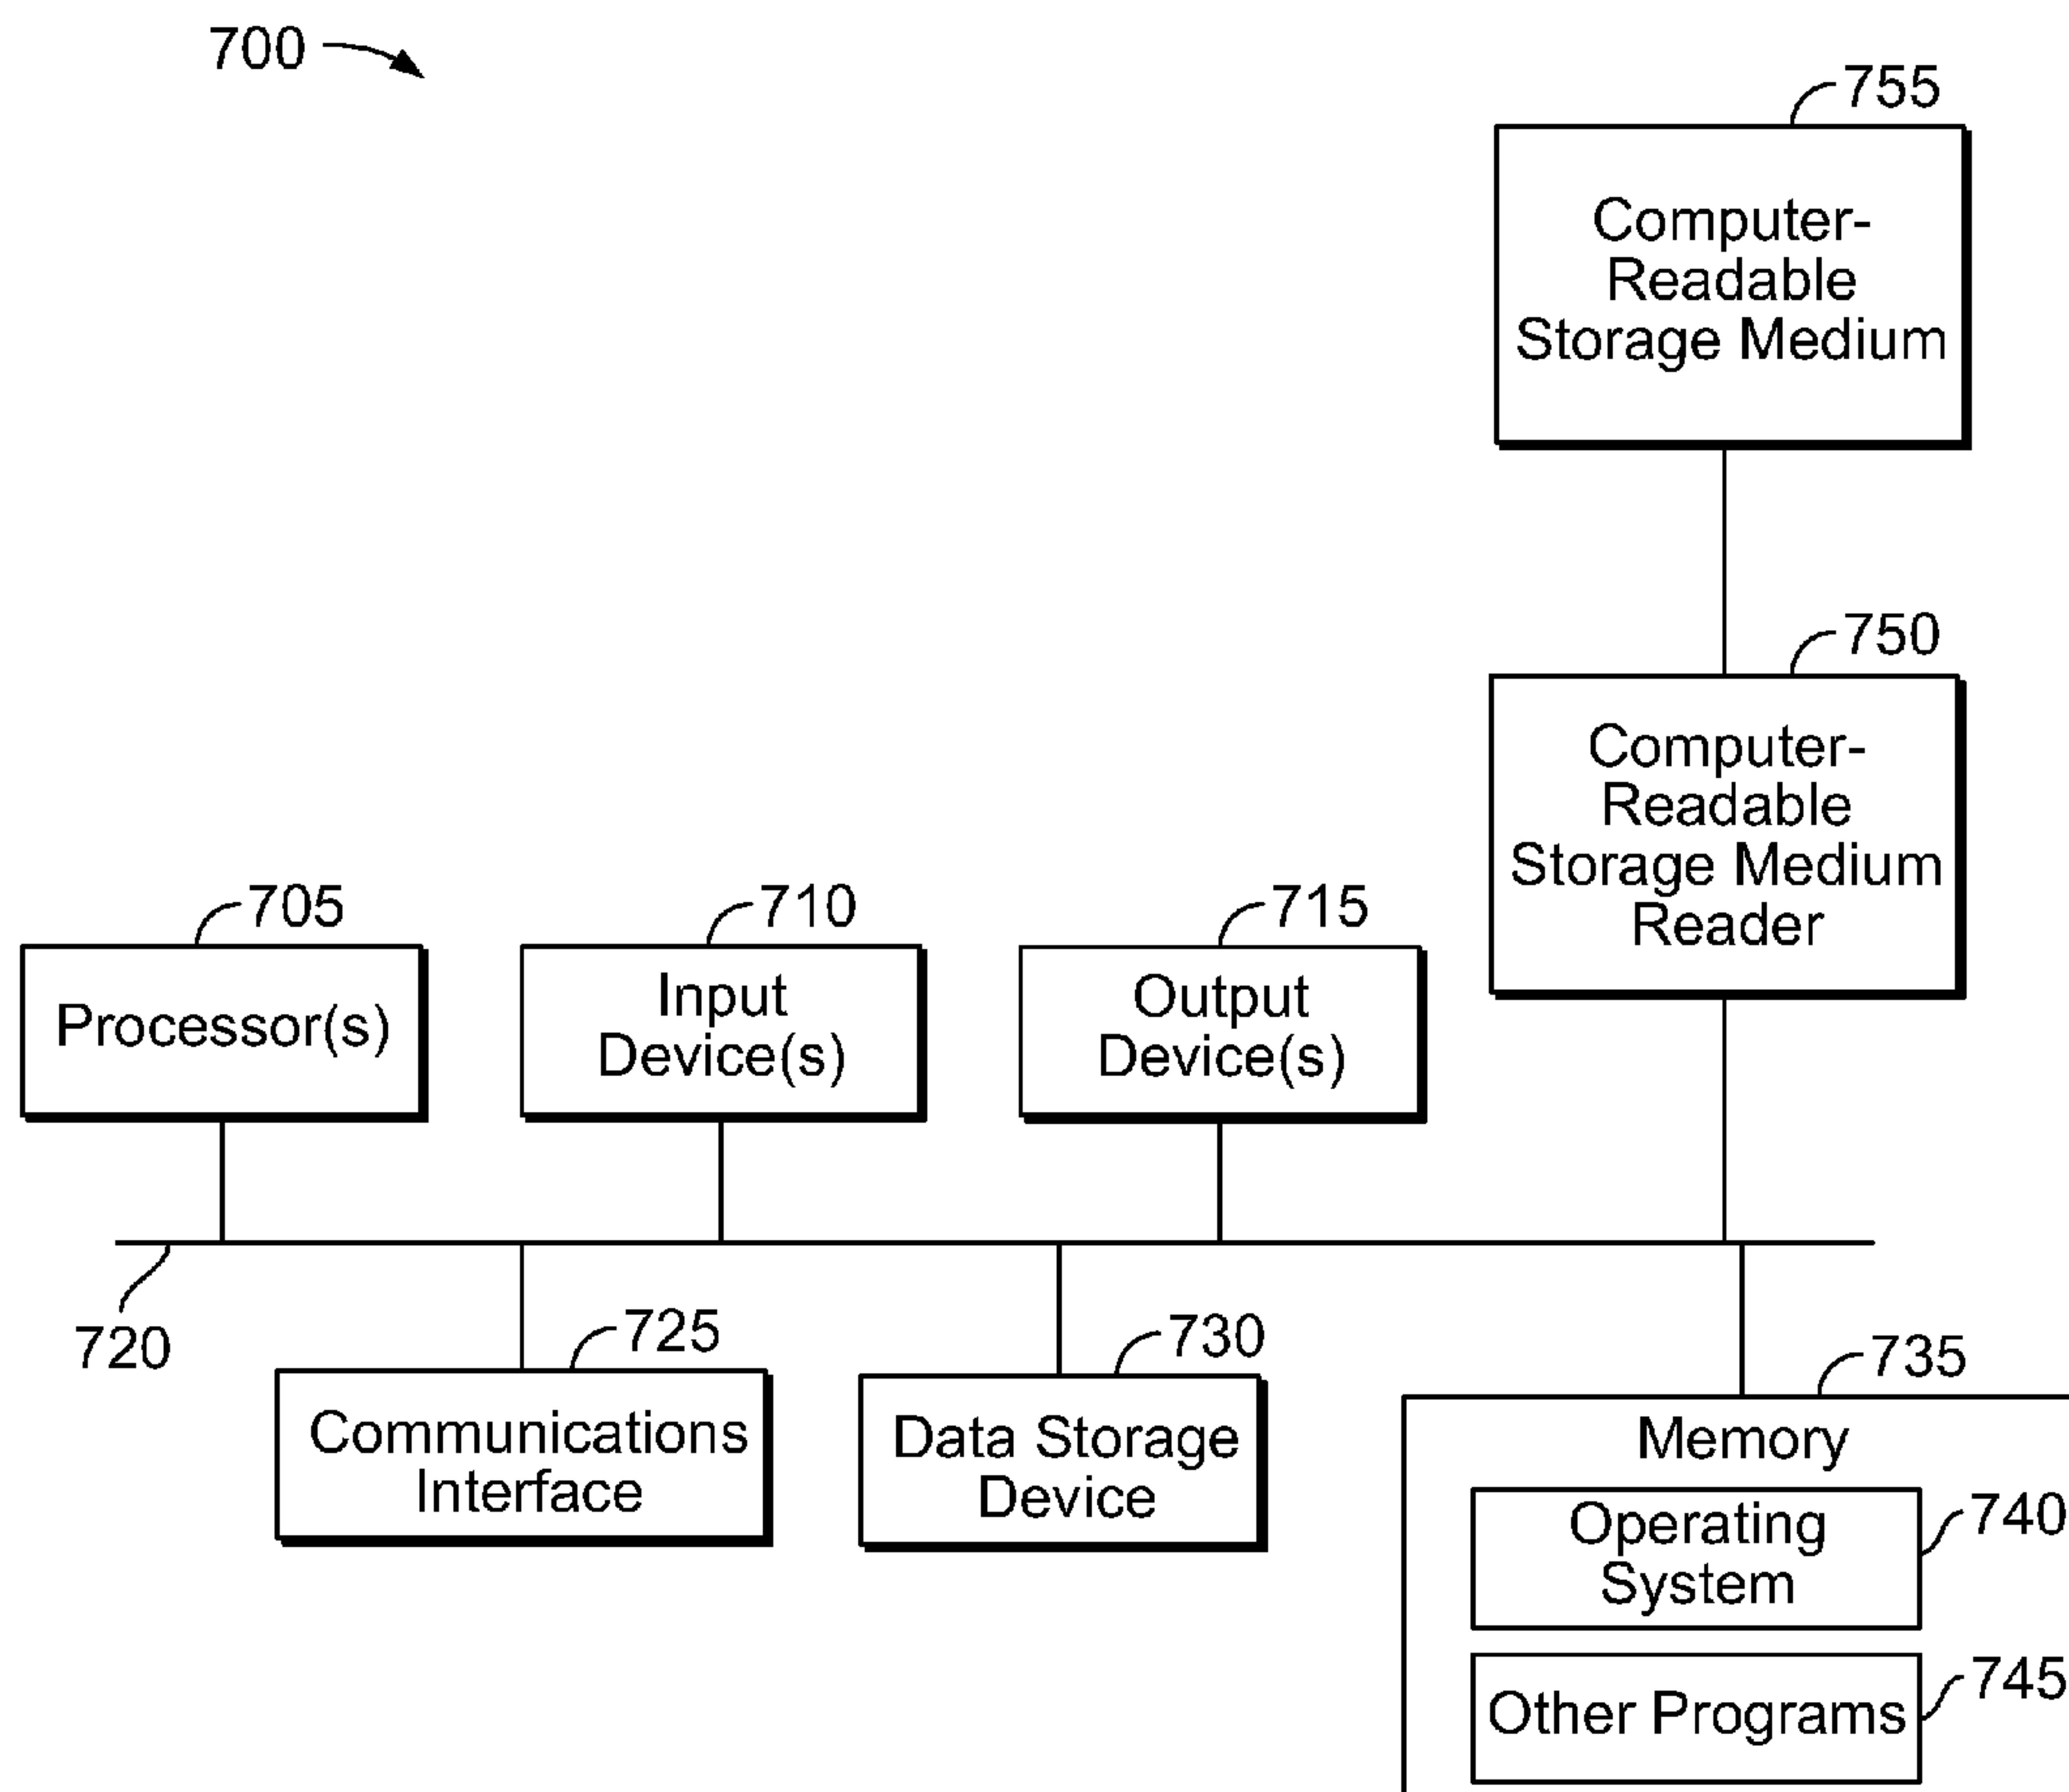 700
755
Computer-
Readable
Storage Medium
750
Computer-
Readable
Storage Medium
Reader
705
Processor(s)
710
Input
Device(s)
715
Output
Device(s)
720
725
Communications
Interface
730
Data Storage
Device
735
Memory
Operating
System
740
Other Programs
745